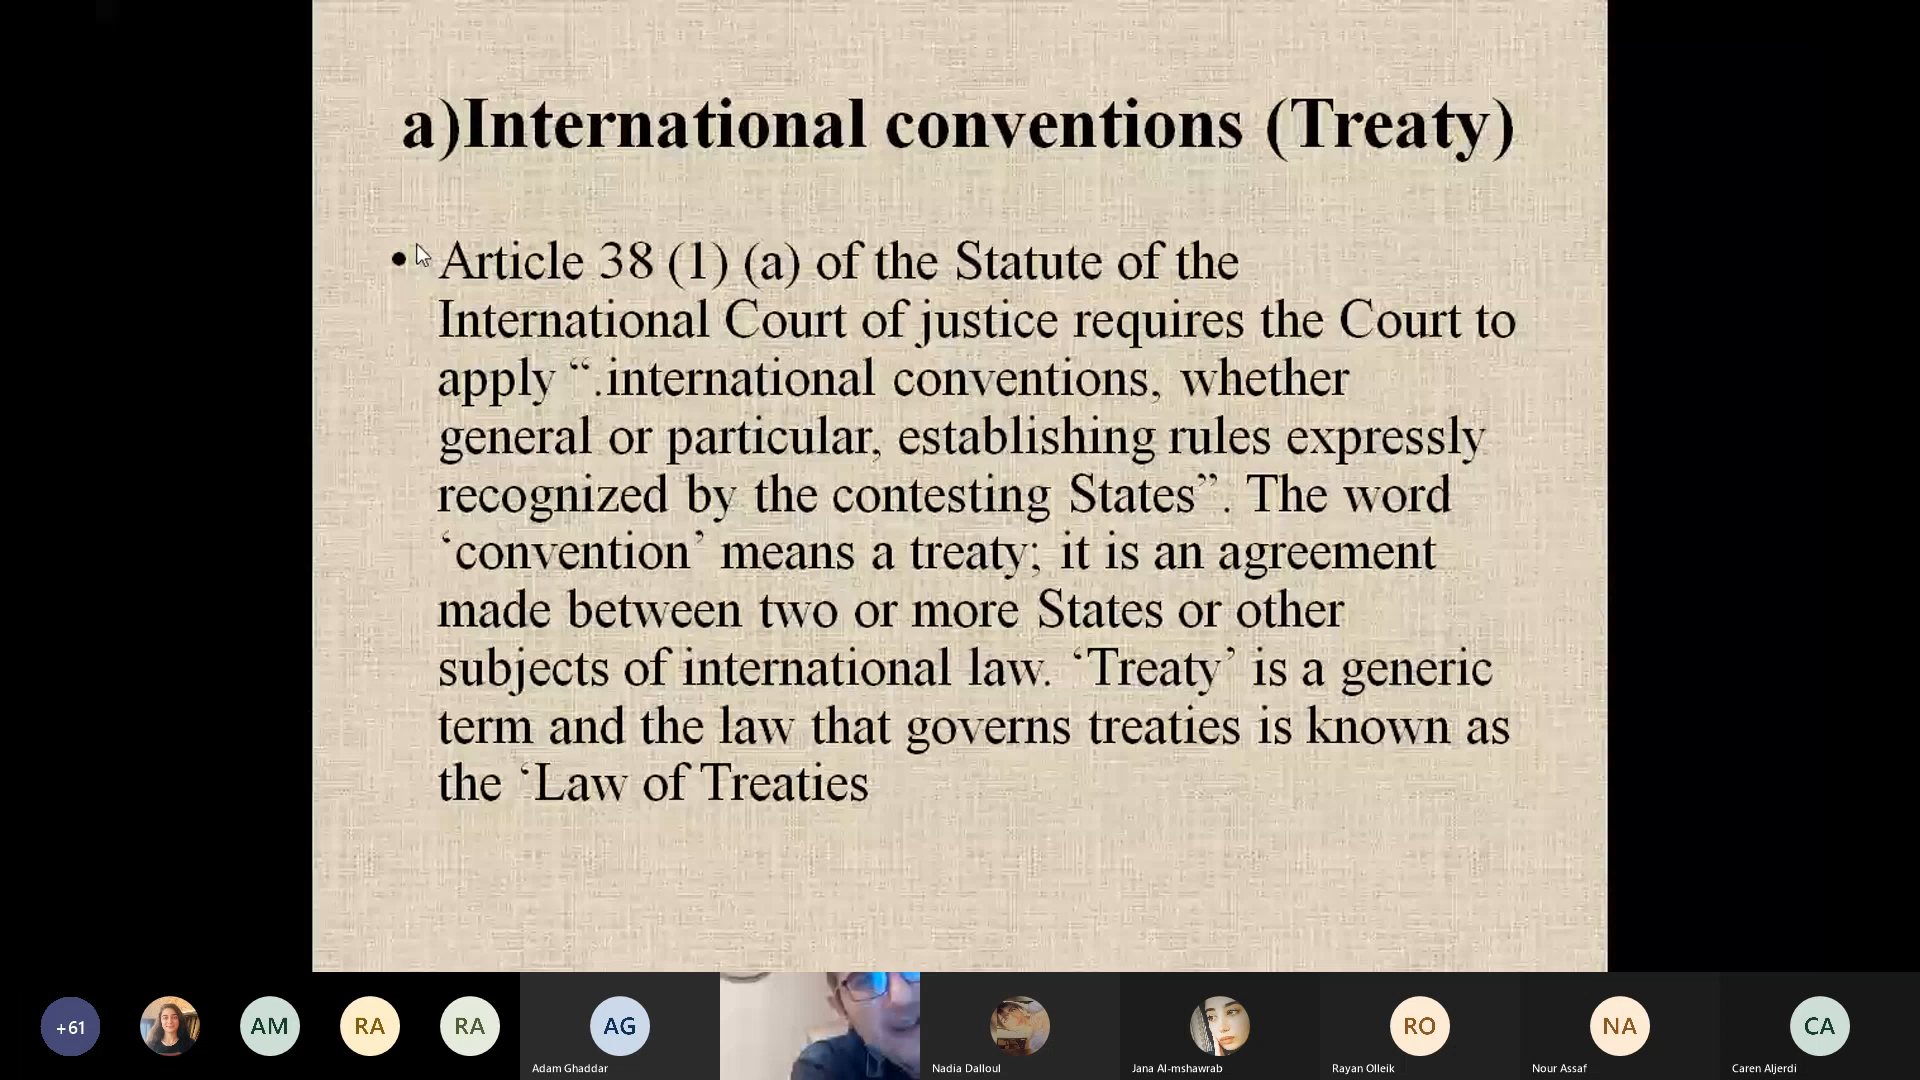 a)International conventions (Treaty)
• Article 38 (1) (a) of the Statute of the
International Court of justice requires the Court to
apply “.international conventions, whether
general or particular, establishing rules expressly
recognized by the contesting States”. The word
‘convention’ means a treaty; it is an agreement
made between two or more States or other
subjects of international law. ‘Treaty’ is a generic
term and the law that governs treaties is known as
the ‘Law of Treaties
+61
AM
RA
RA
AG
RO
NA
CA
Adam Ghaddar
Nadia Dalloul
Jana Al-mshawrab
Rayan Olleik
Nour Assaf
Caren Aljerdi